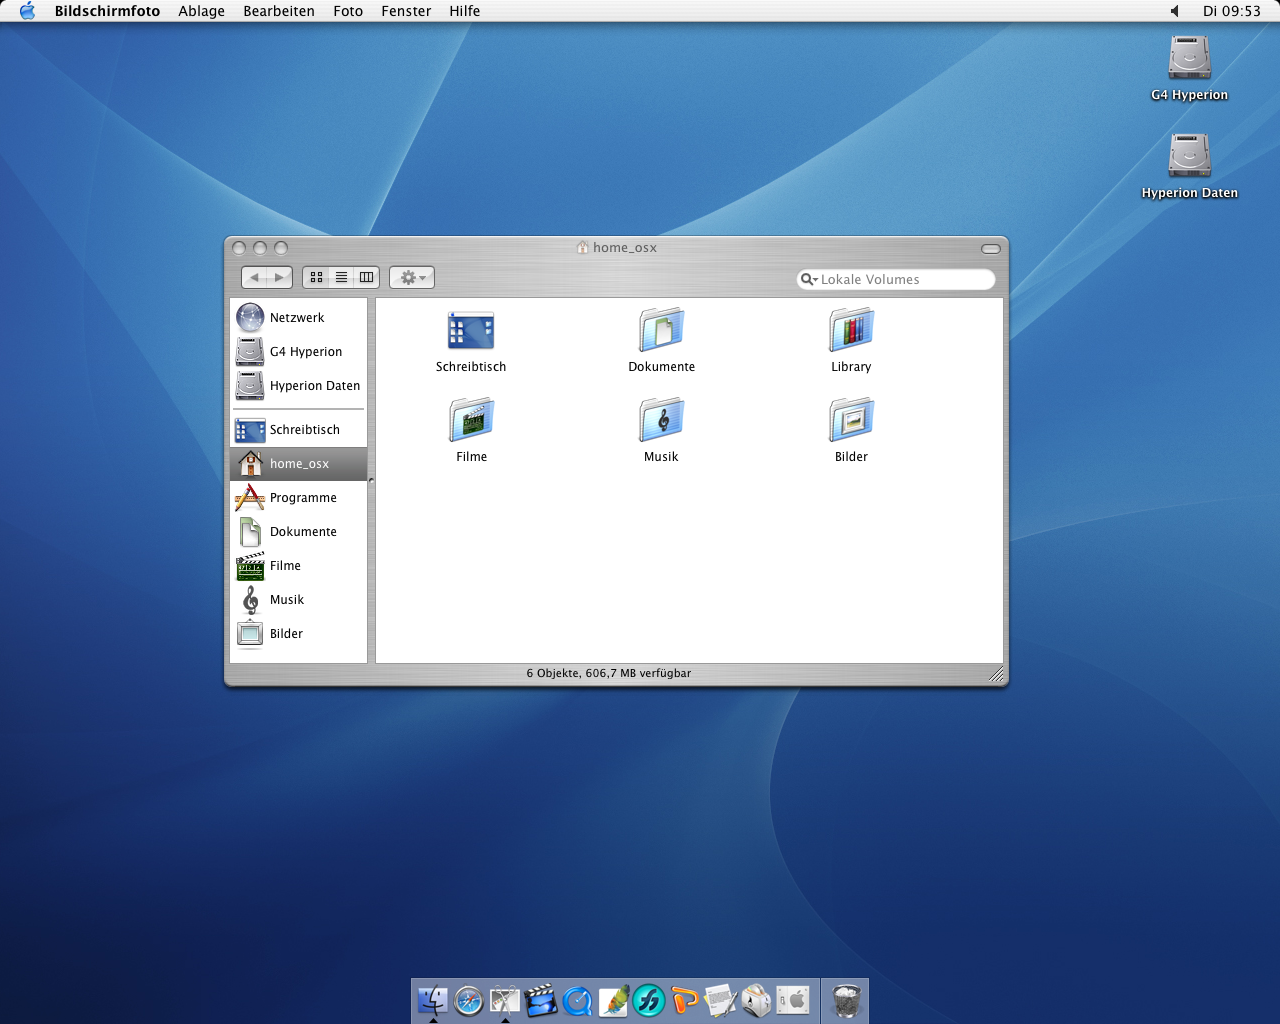 Bildschirmfoto Ablage Bearbeiten Foto Fenster Hilfe Di 09:53
G4 Hyperion
Hyperion Daten
home_osx
Lokale Volumes
Netzwerk
G4 Hyperion
Hyperion Daten
Schreibtisch
home_osx
Programme
Dokumente
Filme
Musik
Bilder
Schreibtisch Dokumente Library
Filme Musik Bilder
6 Objekte, 606,7 MB verfügbar